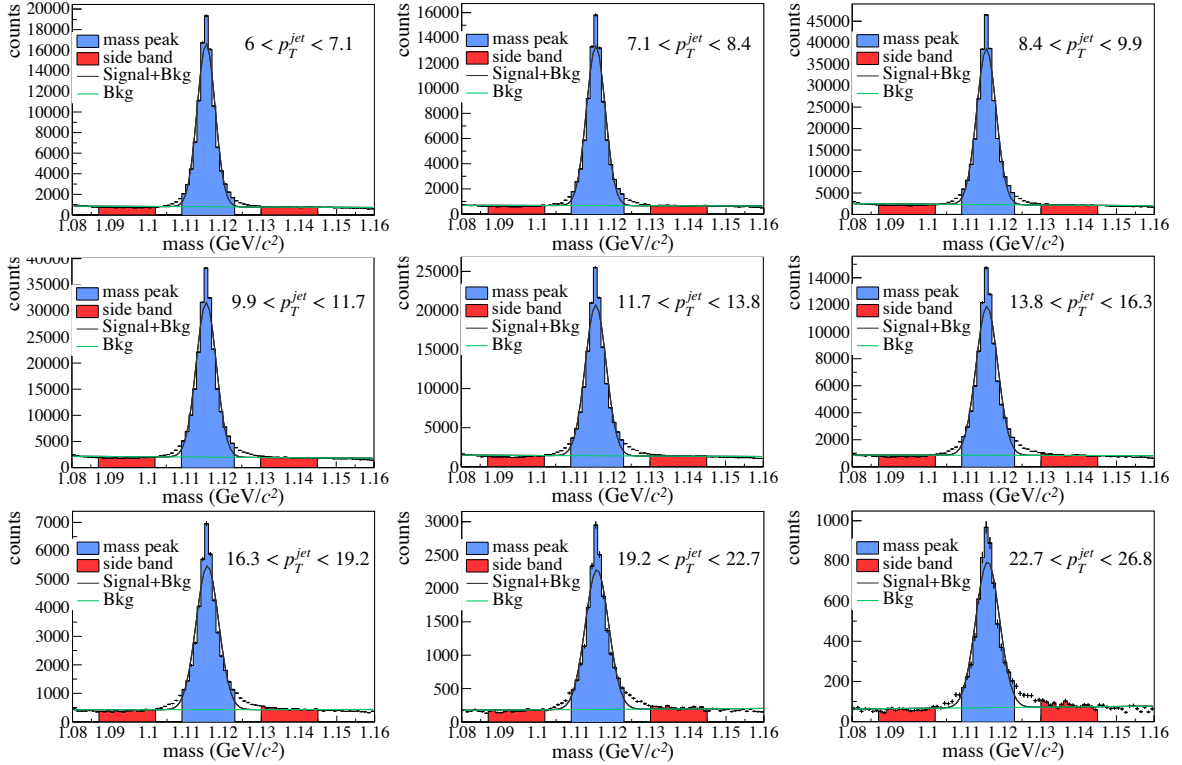 counts
20000
18000
16000
14000
12000
10000
8000
6000
4000
2000
0
mass peak
side band
Signal+Bkg
Bkg
6 < p_T^{jet} < 7.1
1.08 1.09 1.1 1.11 1.12 1.13 1.14 1.15 1.16
mass (GeV/c²)
counts
16000
14000
12000
10000
8000
6000
4000
2000
0
mass peak
side band
Signal+Bkg
Bkg
7.1 < p_T^{jet} < 8.4
1.08 1.09 1.1 1.11 1.12 1.13 1.14 1.15 1.16
mass (GeV/c²)
counts
45000
40000
35000
30000
25000
20000
15000
10000
5000
0
mass peak
side band
Signal+Bkg
Bkg
8.4 < p_T^{jet} < 9.9
1.08 1.09 1.1 1.11 1.12 1.13 1.14 1.15 1.16
mass (GeV/c²)
counts
40000
35000
30000
25000
20000
15000
10000
5000
0
mass peak
side band
Signal+Bkg
Bkg
9.9 < p_T^{jet} < 11.7
1.08 1.09 1.1 1.11 1.12 1.13 1.14 1.15 1.16
mass (GeV/c²)
counts
25000
20000
15000
10000
5000
0
mass peak
side band
Signal+Bkg
Bkg
11.7 < p_T^{jet} < 13.8
1.08 1.09 1.1 1.11 1.12 1.13 1.14 1.15 1.16
mass (GeV/c²)
counts
14000
12000
10000
8000
6000
4000
2000
0
mass peak
side band
Signal+Bkg
Bkg
13.8 < p_T^{jet} < 16.3
1.08 1.09 1.1 1.11 1.12 1.13 1.14 1.15 1.16
mass (GeV/c²)
counts
7000
6000
5000
4000
3000
2000
1000
0
mass peak
side band
Signal+Bkg
Bkg
16.3 < p_T^{jet} < 19.2
1.08 1.09 1.1 1.11 1.12 1.13 1.14 1.15 1.16
mass (GeV/c²)
counts
3000
2500
2000
1500
1000
500
0
mass peak
side band
Signal+Bkg
Bkg
19.2 < p_T^{jet} < 22.7
1.08 1.09 1.1 1.11 1.12 1.13 1.14 1.15 1.16
mass (GeV/c²)
counts
1000
800
600
400
200
0
mass peak
side band
Signal+Bkg
Bkg
22.7 < p_T^{jet} < 26.8
1.08 1.09 1.1 1.11 1.12 1.13 1.14 1.15 1.16
mass (GeV/c²)